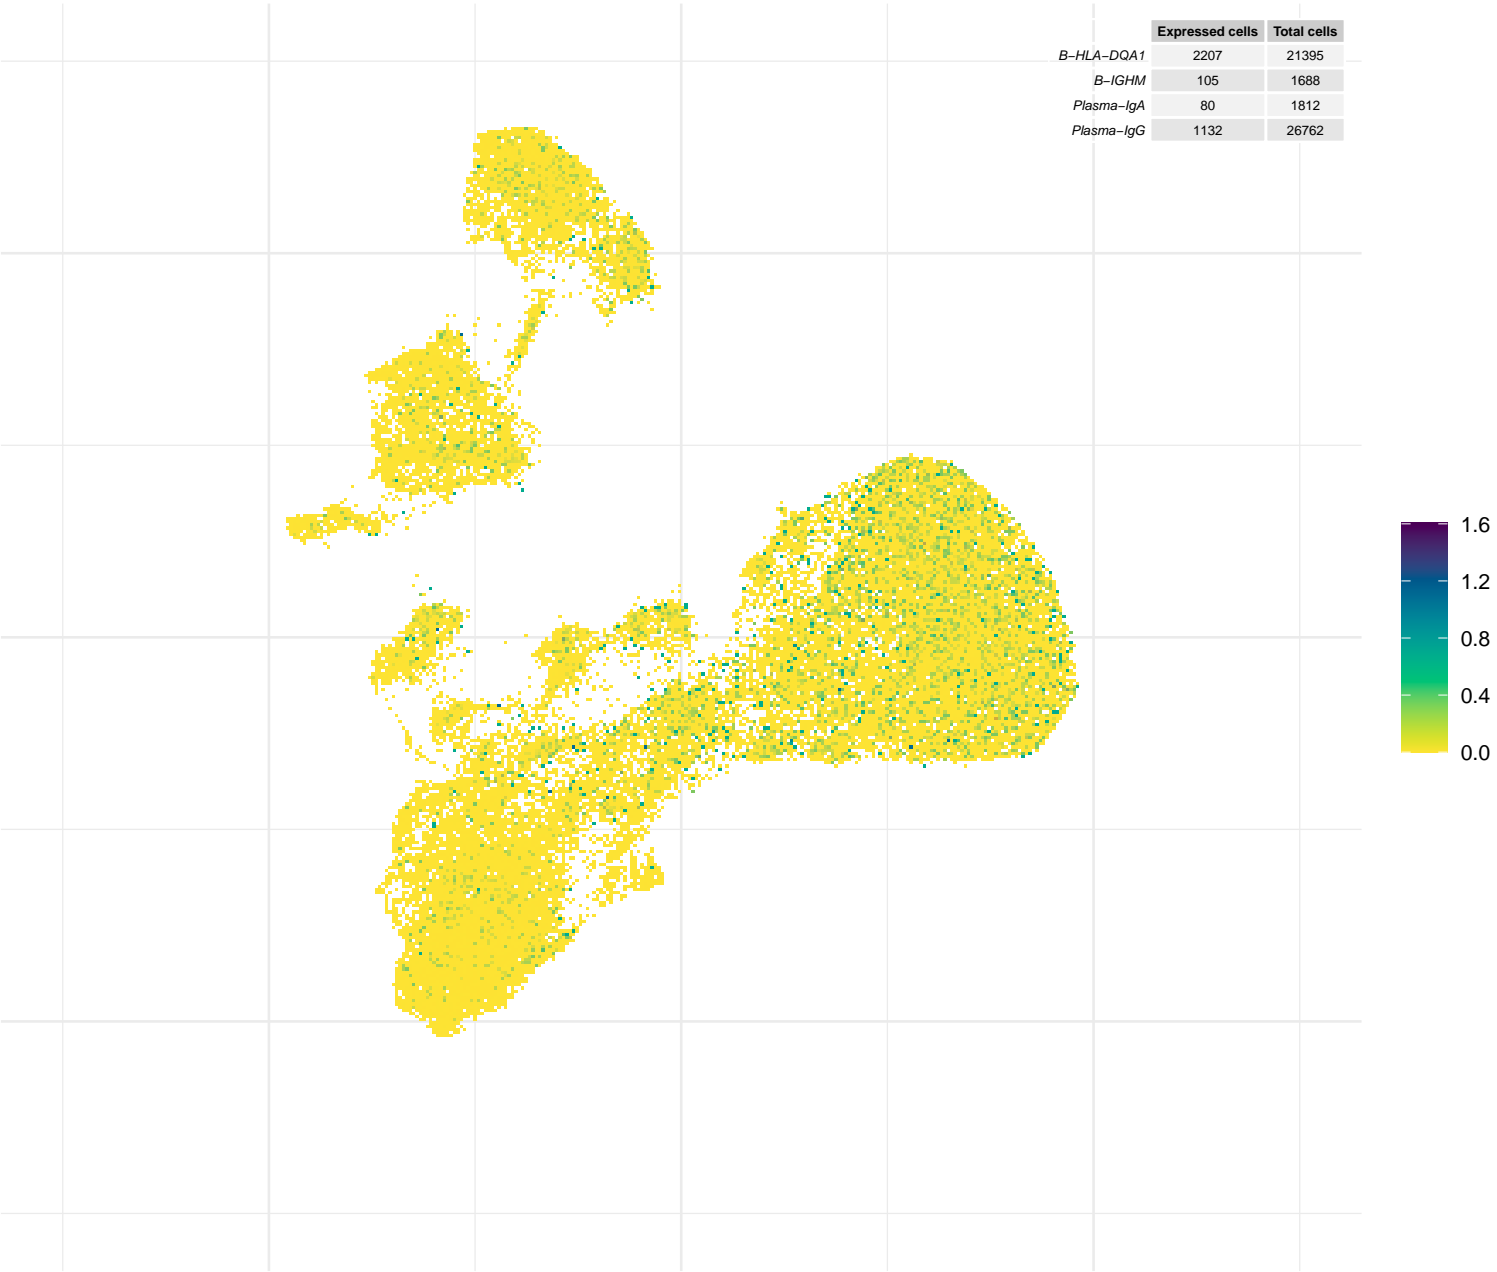 Expressed cells Total cells
B−HLA−DQA1 2207 21395
B−IGHM 105 1688
Plasma−IgA 80 1812
Plasma−IgG 1132 26762
1.6
1.2
0.8
0.4
0.0